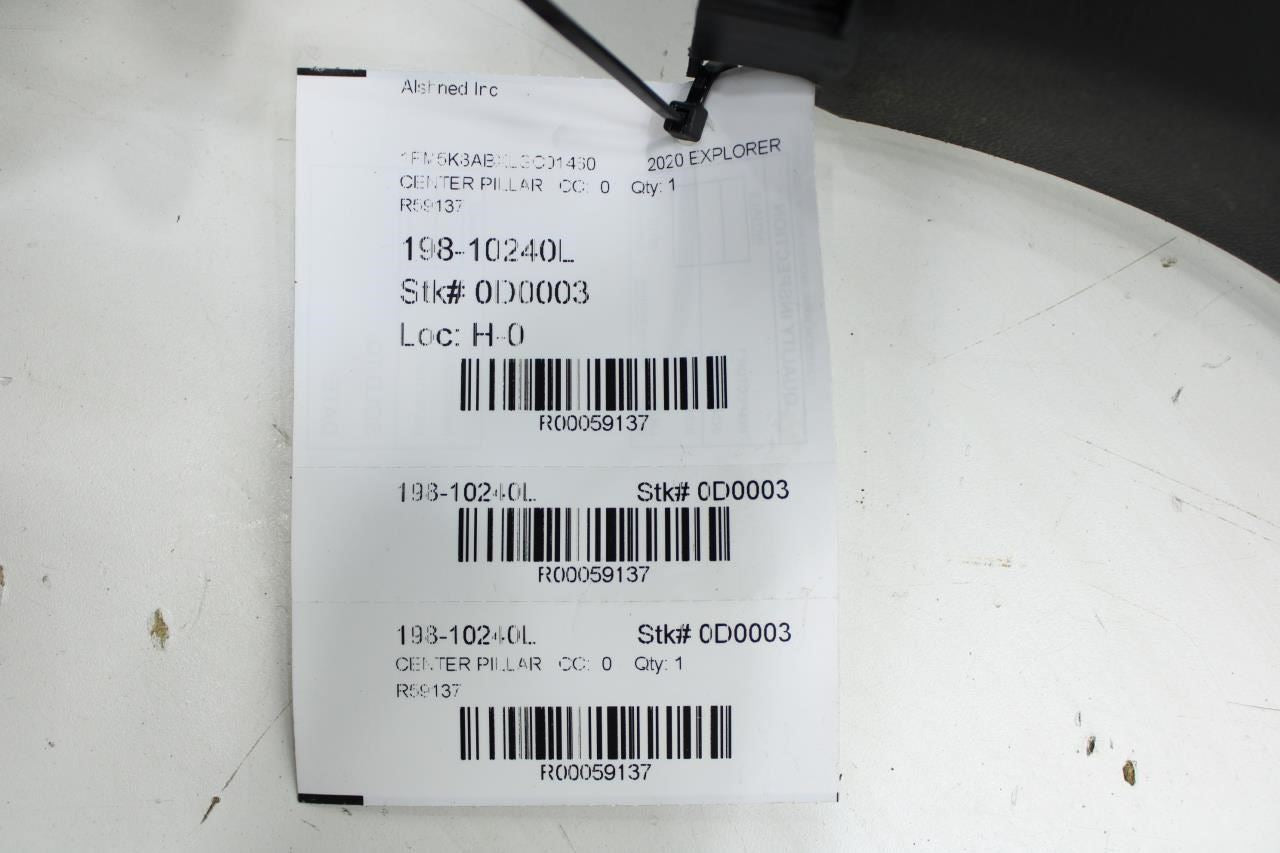 Alshned Inc
2020 EXPLORER
CENTER PILLAR CC: 0 Qty: 1
R59137
198-10240L
Stk# 0D0003
Loc: H-0
R00059137
198-10240L Stk# 0D0003
R00059137
198-10240L Stk# 0D0003
CENTER PILLAR CC: 0 Qty: 1
R59137
R00059137